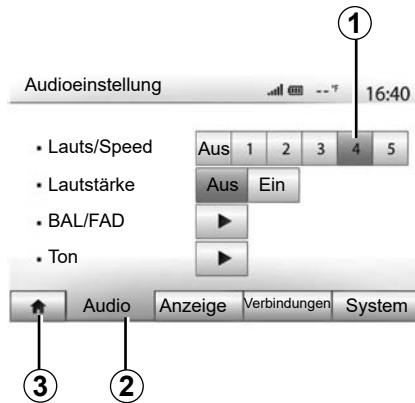 1
Audioeinstellung -- °F 16:40
Lauts/Speed Aus 1 2 3 4 5
Lautstärke Aus Ein
BAL/FAD
Ton
Audio Anzeige Verbindungen System
3 2